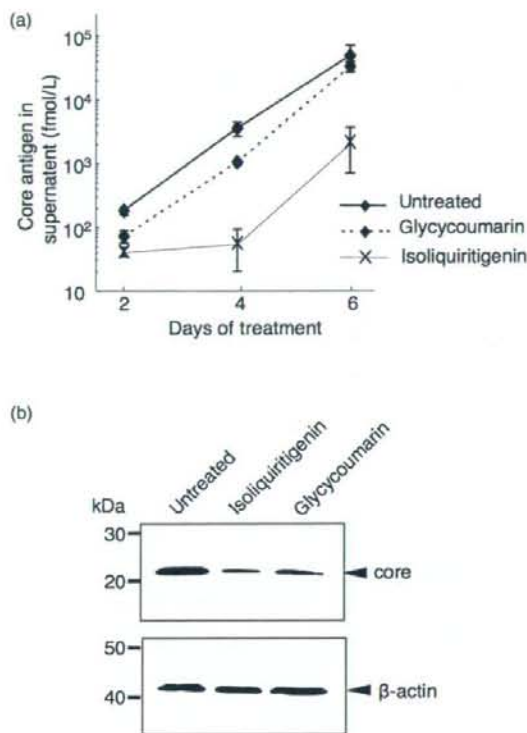 (a)
Core antigen in
supernatent (fmol/L)
10⁵
10⁴
10³
10²
10
2 4 6
Days of treatment
Untreated
Glycycoumarin
Isoliquiritigenin
(b)
kDa
Untreated
Isoliquiritigenin
Glycycoumarin
30
20
core
50
40
β-actin